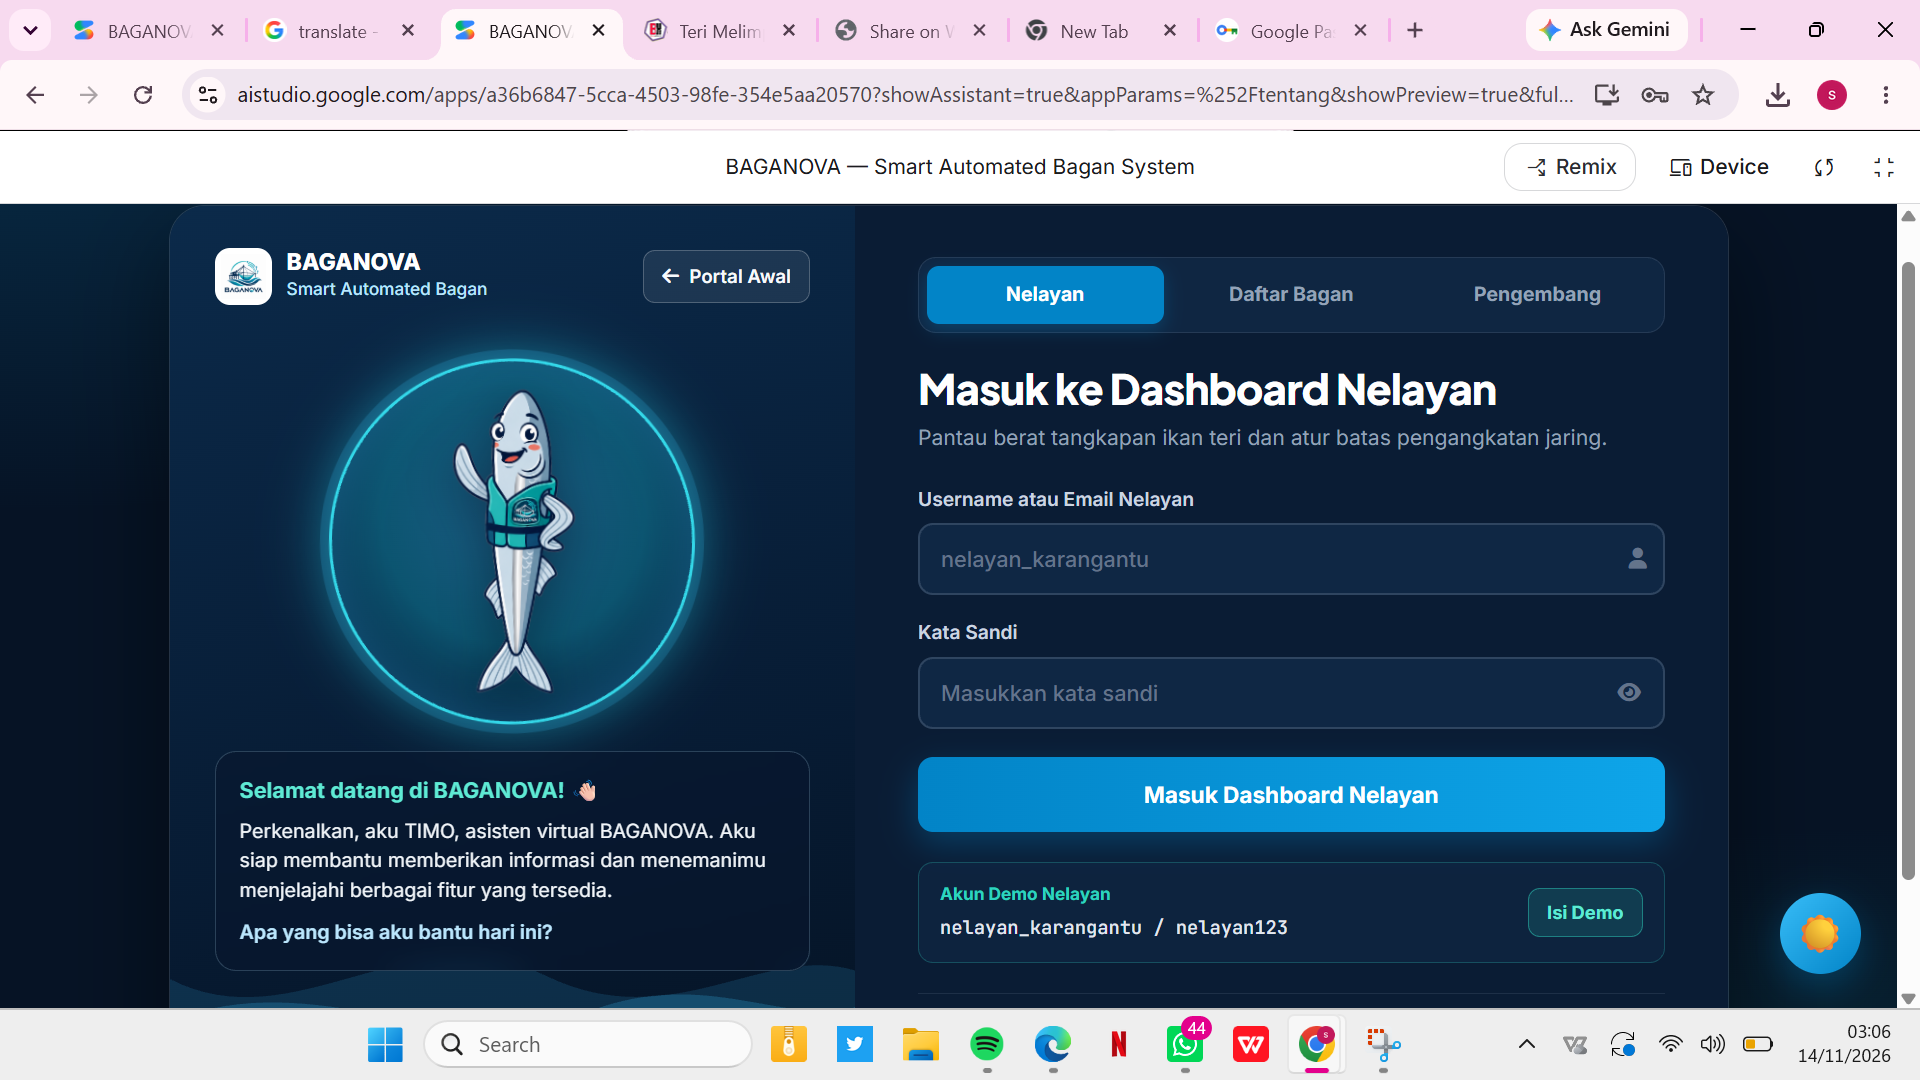 BAGANOV
translate -
BAGANOV
Teri Melim
Share on W
New Tab
Google Pa
Ask Gemini
aistudio.google.com/apps/a36b6847-5cca-4503-98fe-354e5aa20570?showAssistant=true&appParams=%252Ftentang&showPreview=true&ful...
S
BAGANOVA — Smart Automated Bagan System
Remix
Device
BAGANOVA
BAGANOVA
Smart Automated Bagan
Portal Awal
BAGANOVA
Selamat datang di BAGANOVA! 👋🏻
Perkenalkan, aku TIMO, asisten virtual BAGANOVA. Aku
siap membantu memberikan informasi dan menemanimu
menjelajahi berbagai fitur yang tersedia.
Apa yang bisa aku bantu hari ini?
Nelayan
Daftar Bagan
Pengembang
Masuk ke Dashboard Nelayan
Pantau berat tangkapan ikan teri dan atur batas pengangkatan jaring.
Username atau Email Nelayan
nelayan_karangantu
Kata Sandi
Masukkan kata sandi
Masuk Dashboard Nelayan
Akun Demo Nelayan
nelayan_karangantu / nelayan123
Isi Demo
Search
44
S
03:06
14/11/2026